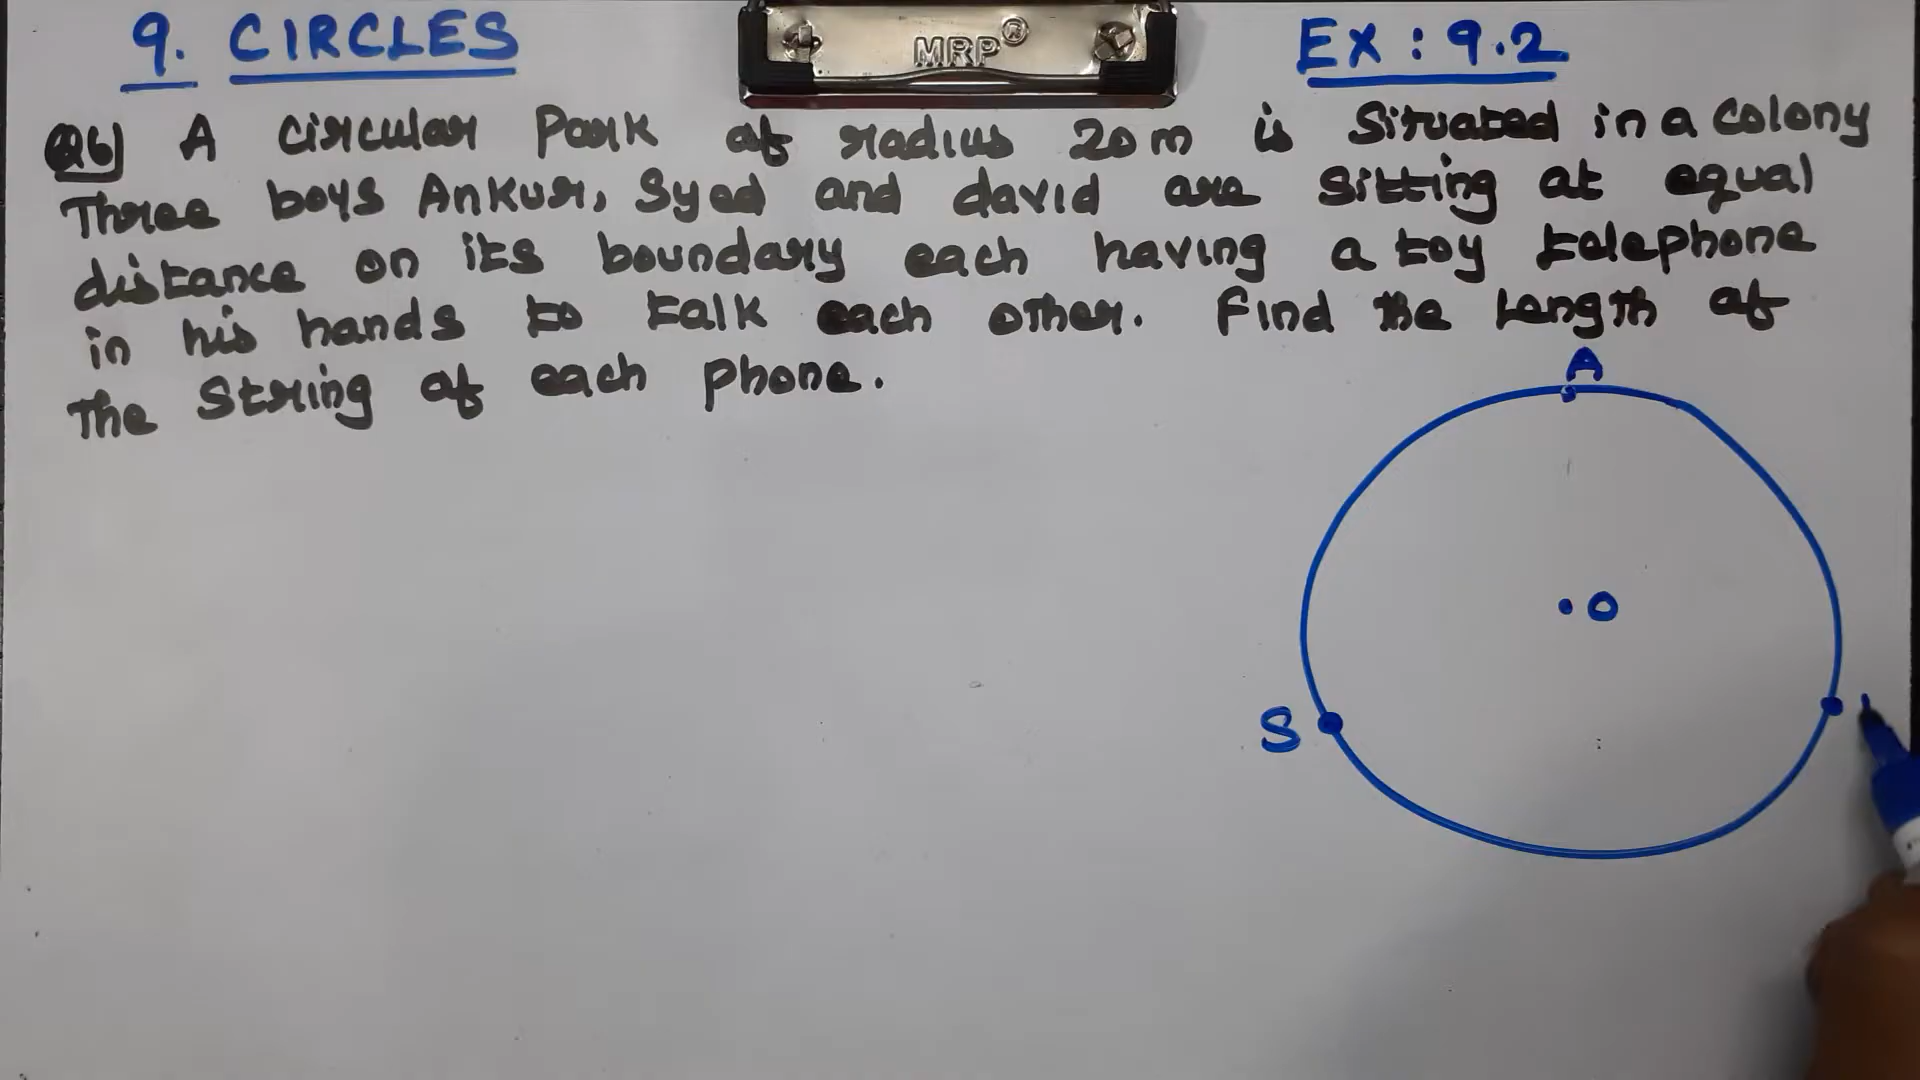 9. CIRCLES
MRP®
EX : 9.2
Q6) A circular Park of radius 20m is situated in a colony
Three boys Ankur, Syed and david are sitting at equal
distance on its boundary each having a toy telephone
in his hands to talk each other. Find the Length of
The String of each phone.
A
O
S